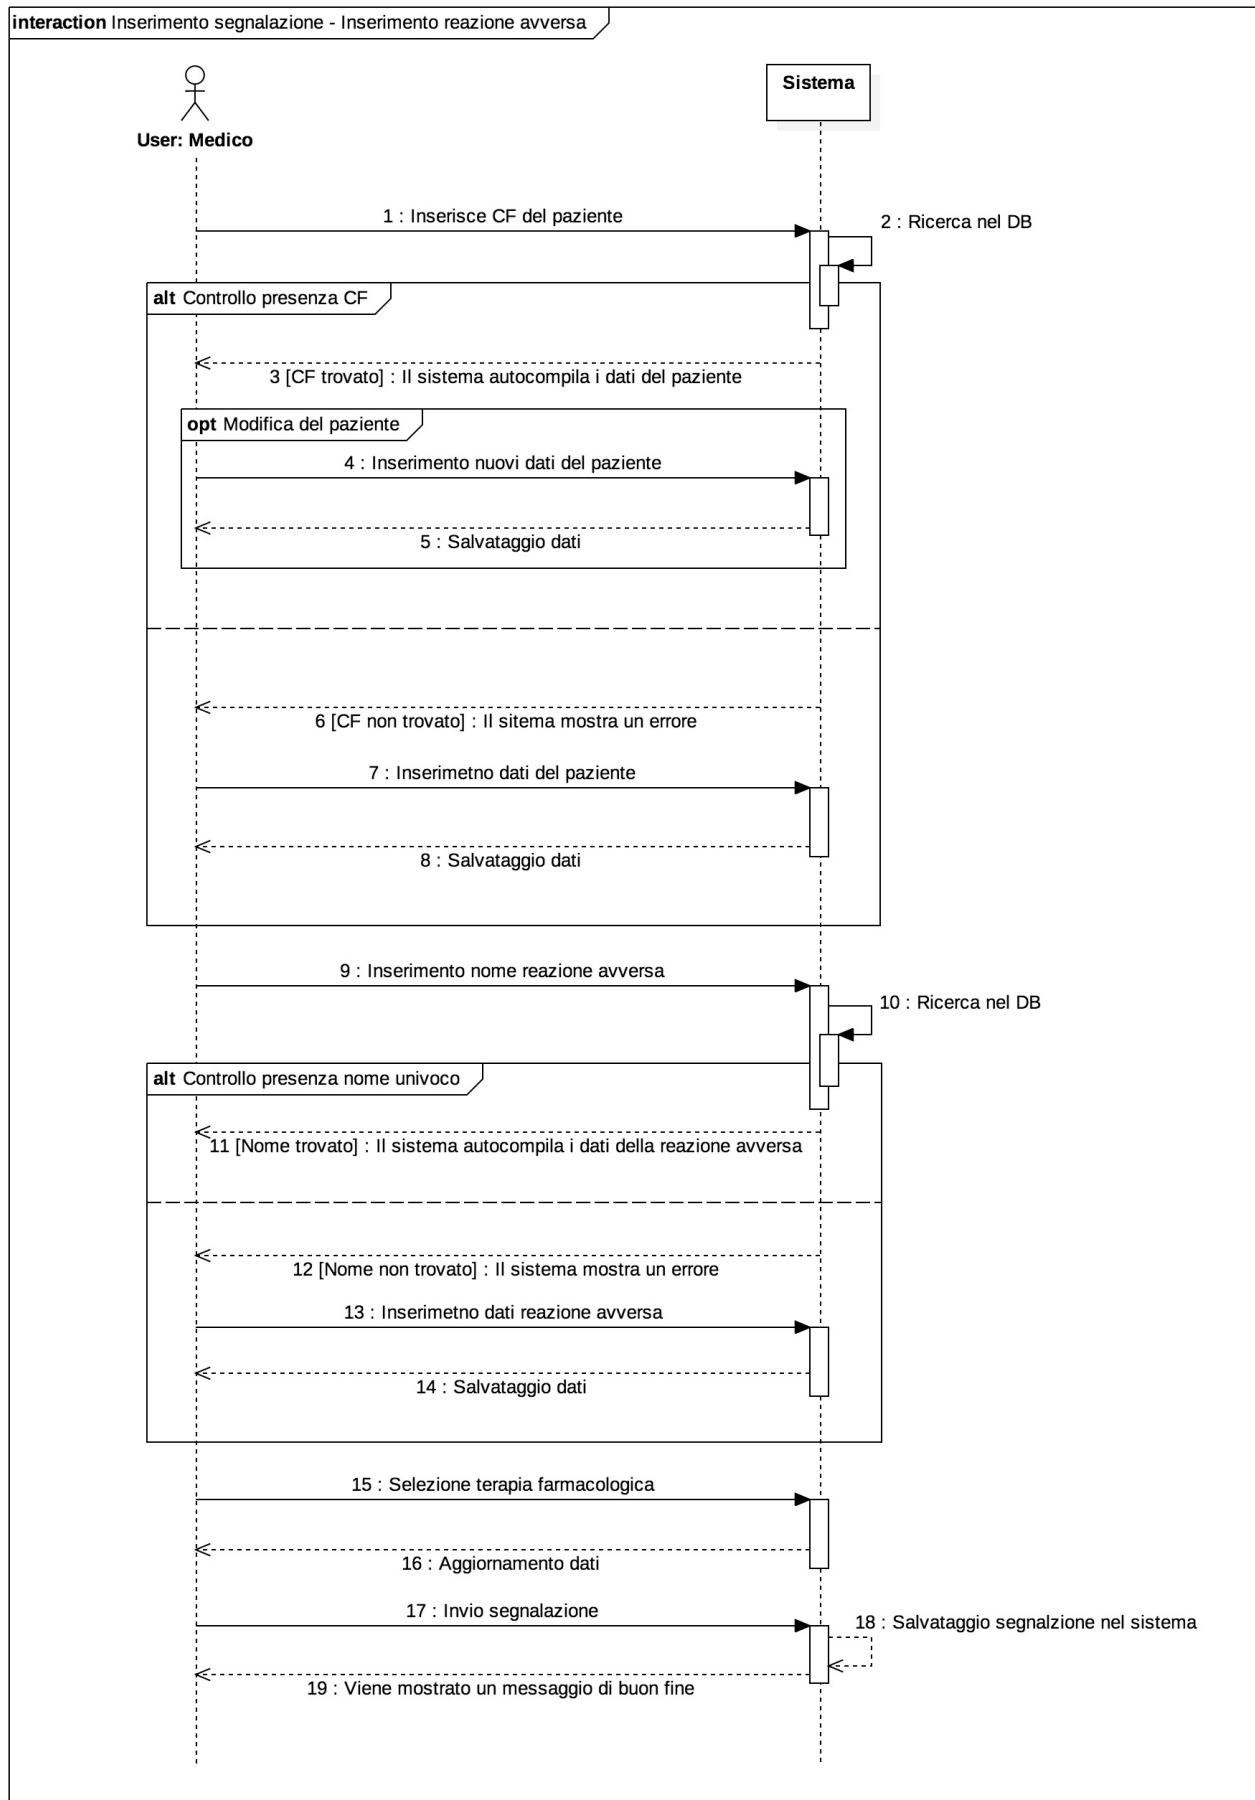 interaction Inserimento segnalazione - Inserimento reazione avversa
Sistema
User: Medico
1 : Inserisce CF del paziente
2 : Ricerca nel DB
alt Controllo presenza CF
3 [CF trovato] : Il sistema autocompila i dati del paziente
opt Modifica del paziente
4 : Inserimento nuovi dati del paziente
5 : Salvataggio dati
6 [CF non trovato] : Il sitema mostra un errore
7 : Inserimetno dati del paziente
8 : Salvataggio dati
9 : Inserimento nome reazione avversa
10 : Ricerca nel DB
alt Controllo presenza nome univoco
11 [Nome trovato] : Il sistema autocompila i dati della reazione avversa
12 [Nome non trovato] : Il sistema mostra un errore
13 : Inserimetno dati reazione avversa
14 : Salvataggio dati
15 : Selezione terapia farmacologica
16 : Aggiornamento dati
17 : Invio segnalazione
18 : Salvataggio segnalzione nel sistema
19 : Viene mostrato un messaggio di buon fine